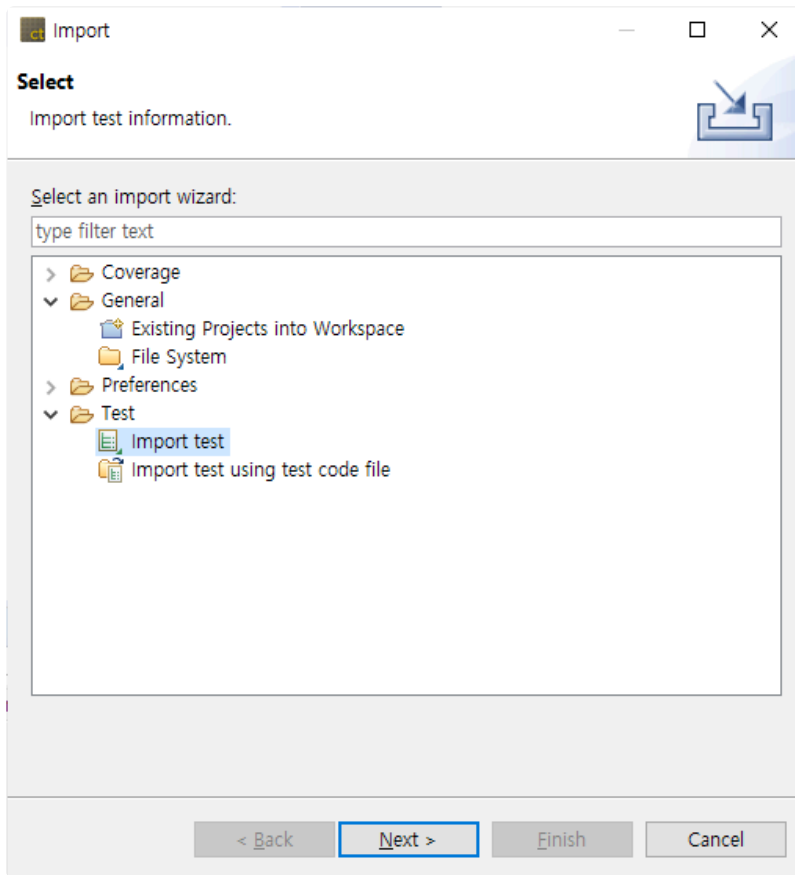 ct Import
Select
Import test information.
Select an import wizard:
type filter text
Coverage
General
Existing Projects into Workspace
File System
Preferences
Test
Import test
Import test using test code file
< Back Next > Finish Cancel